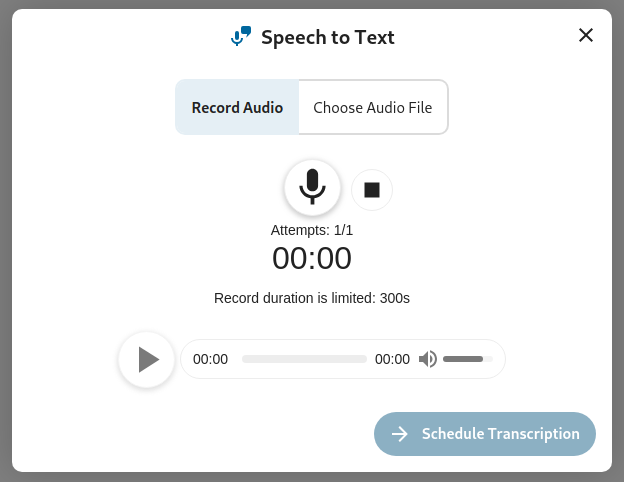 Speech to Text
Record Audio Choose Audio File
Attempts: 1/1
00:00
Record duration is limited: 300s
00:00 00:00
Schedule Transcription